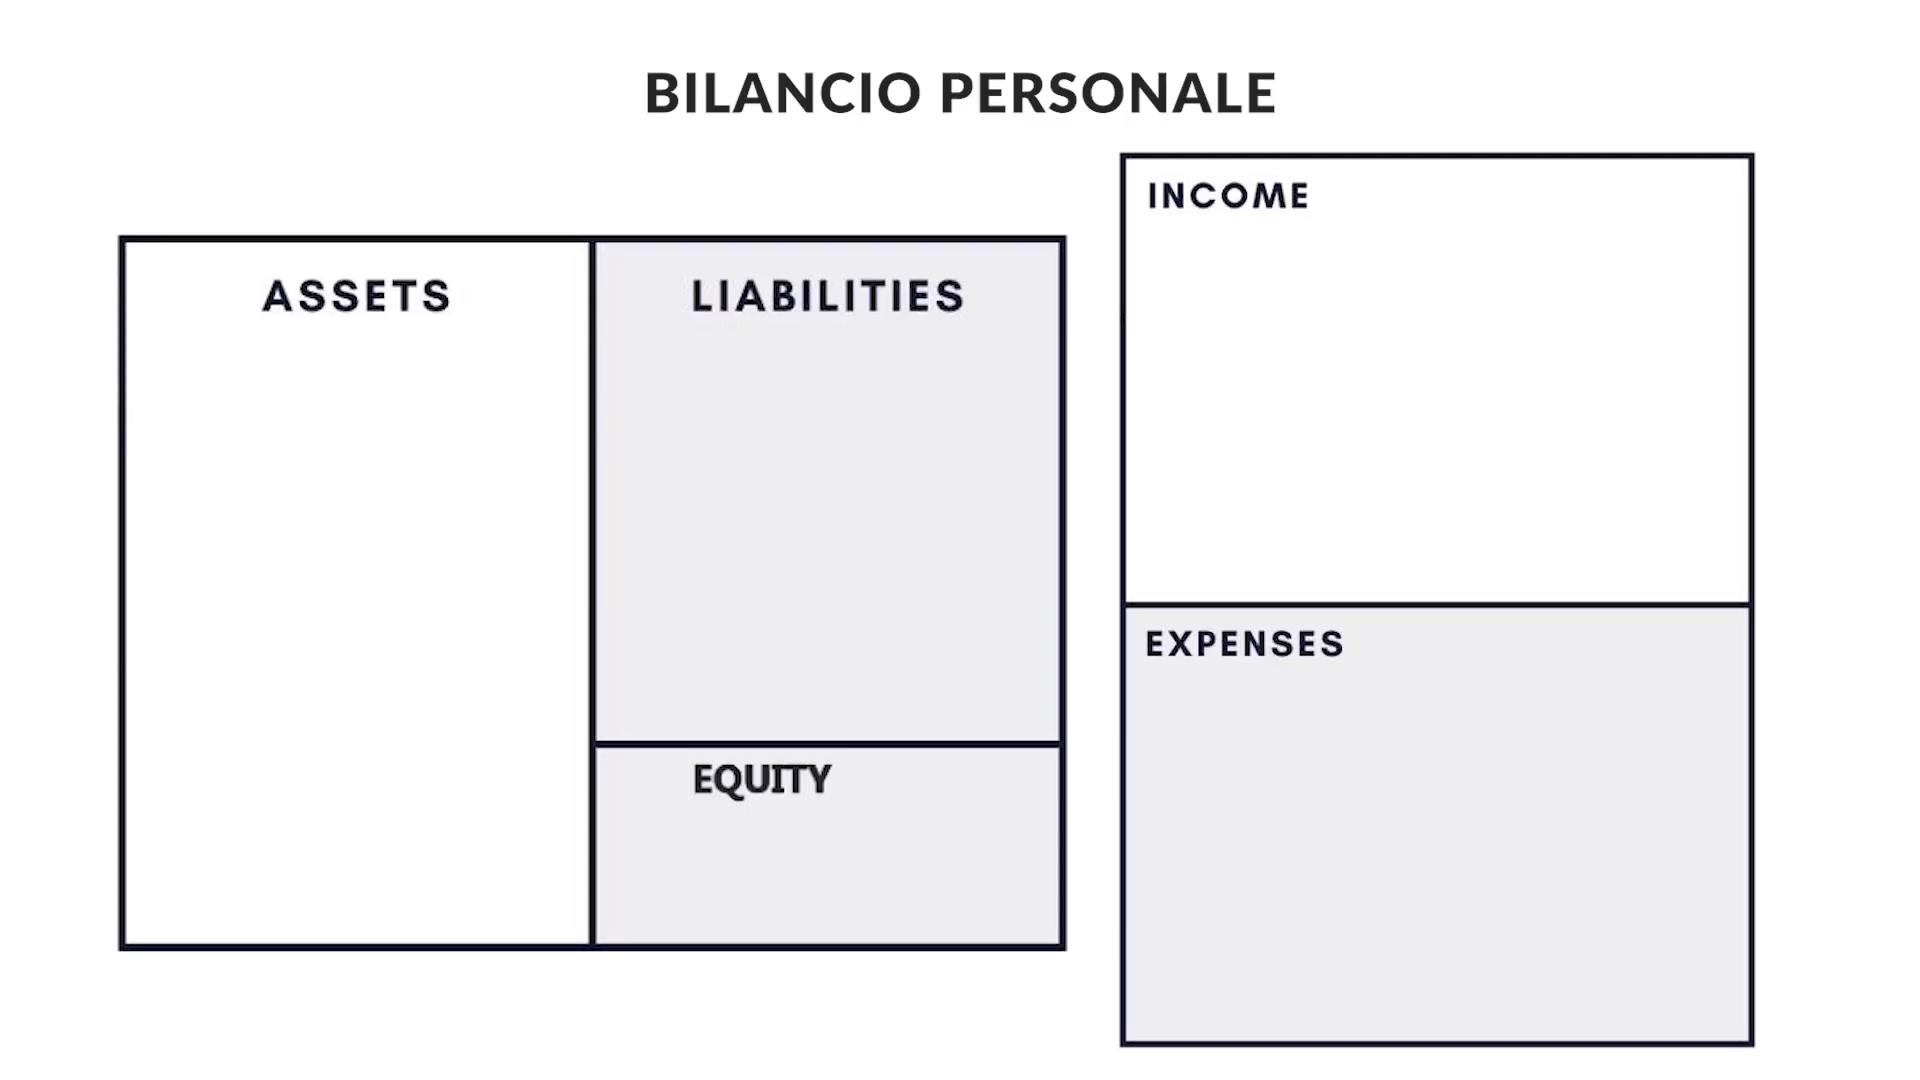 BILANCIO PERSONALE
ASSETS
LIABILITIES
EQUITY
INCOME
EXPENSES